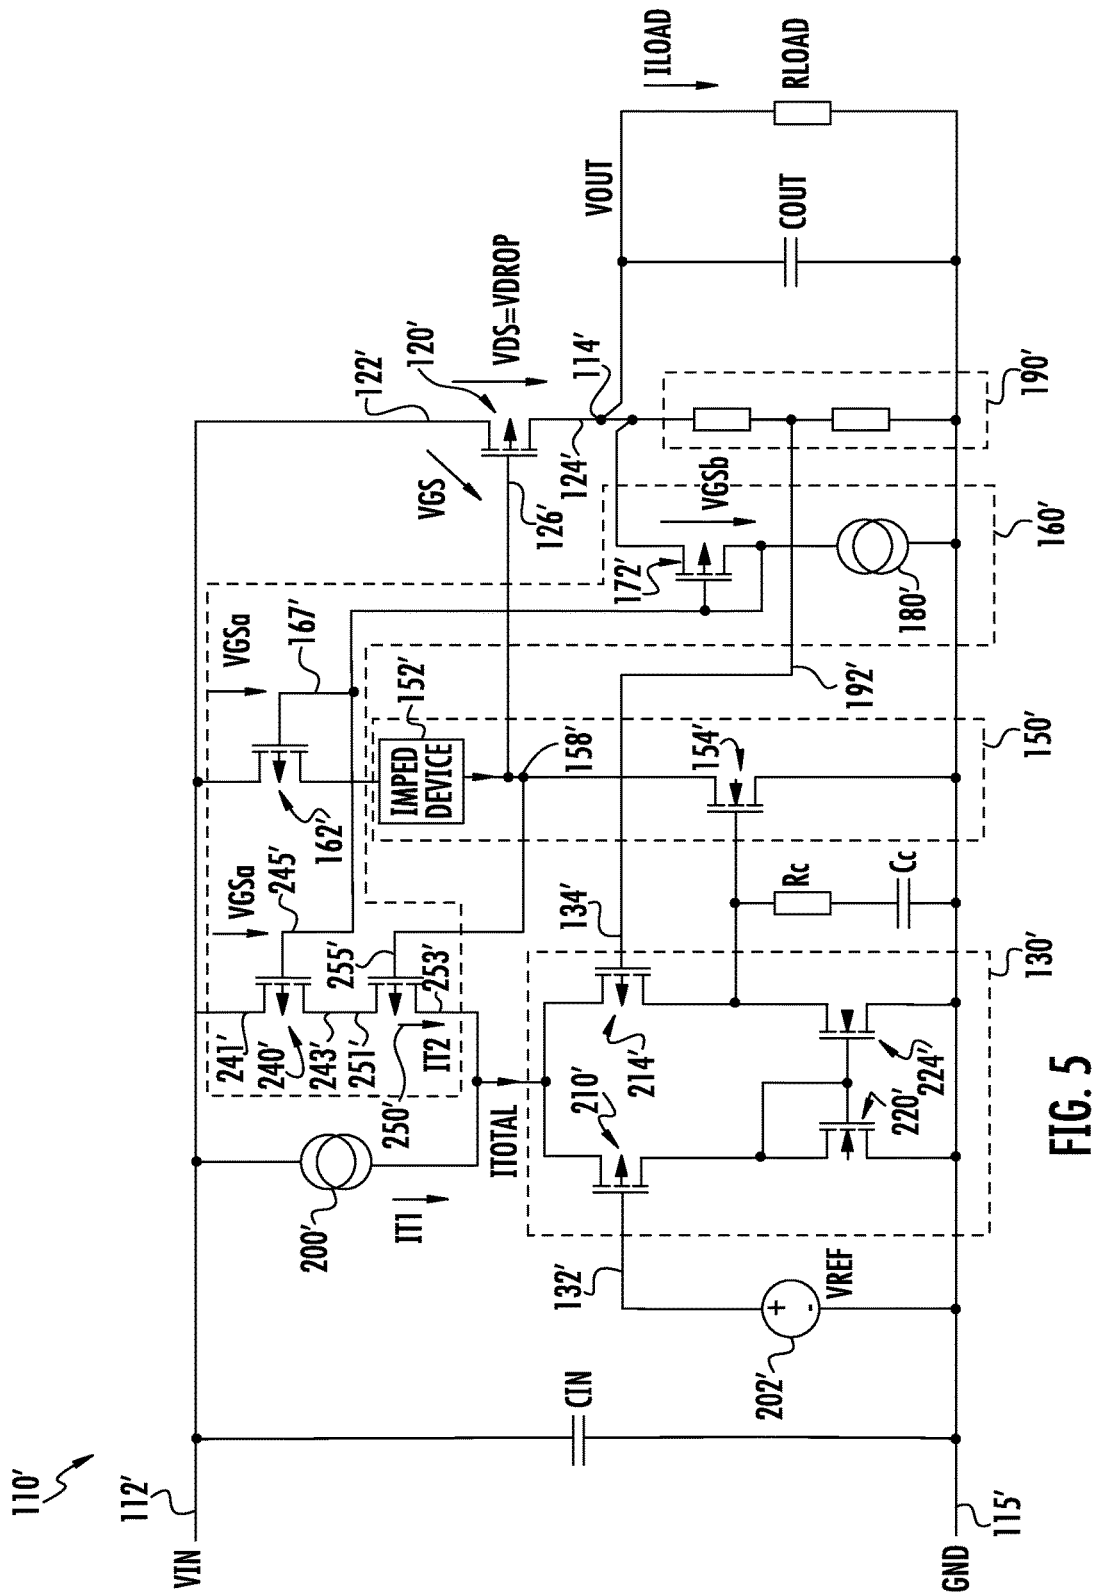 110'
VIN
112'
CIN
GND
115'
200'
IT1
202'
VREF
132'
ITOTAL
210'
214'
134'
220'
224'
130'
VGSa
241'
240'
243'
251'
250'
IT2
245'
255'
253'
VGSa
167'
162'
152'
IMPED
DEVICE
158'
154'
Rc
Cc
150'
192'
VGS
122'
120'
VDS=VDROP
126'
124'
114'
172'
VGSb
180'
160'
190'
VOUT
COUT
ILOAD
RLOAD
FIG. 5